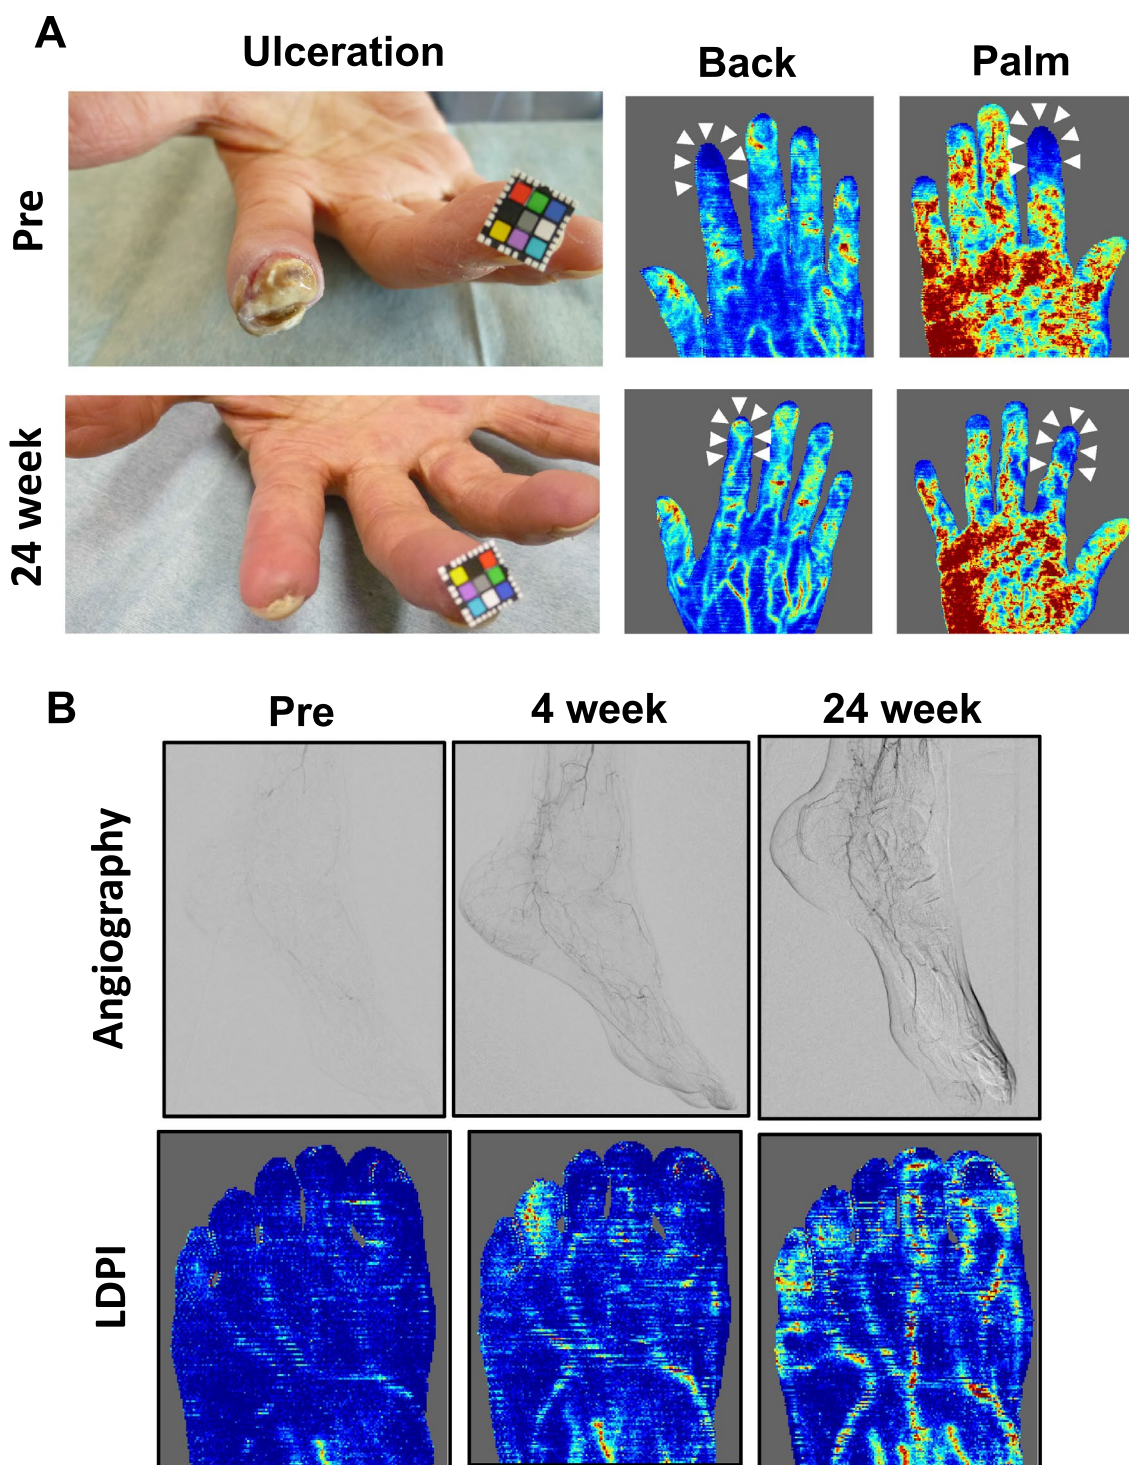 A
Ulceration
Back
Palm
Pre
24 week
B
Pre
4 week
24 week
Angiography
LDPI